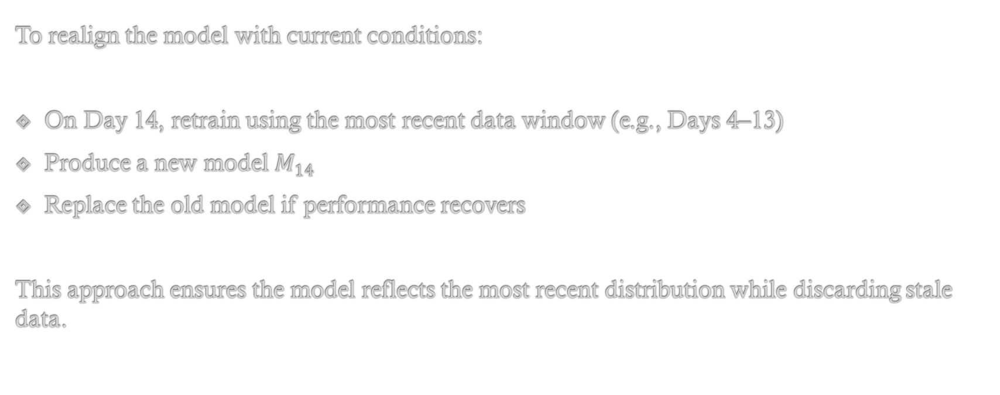 To realign the model with current conditions:
❖ On Day 14, retrain using the most recent data window (e.g., Days 4–13)
❖ Produce a new model M₁₄
❖ Replace the old model if performance recovers
This approach ensures the model reflects the most recent distribution while discarding stale
data.